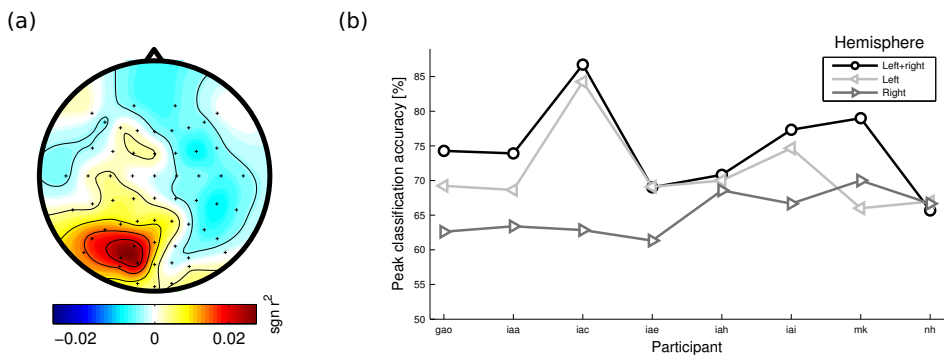 (a)
−0.02 0 0.02
sgn r²
(b)
Peak classification accuracy [%]
85
80
75
70
65
60
55
50
Hemisphere
Left+right
Left
Right
gao iaa iac iae iah iai mk nh
Participant